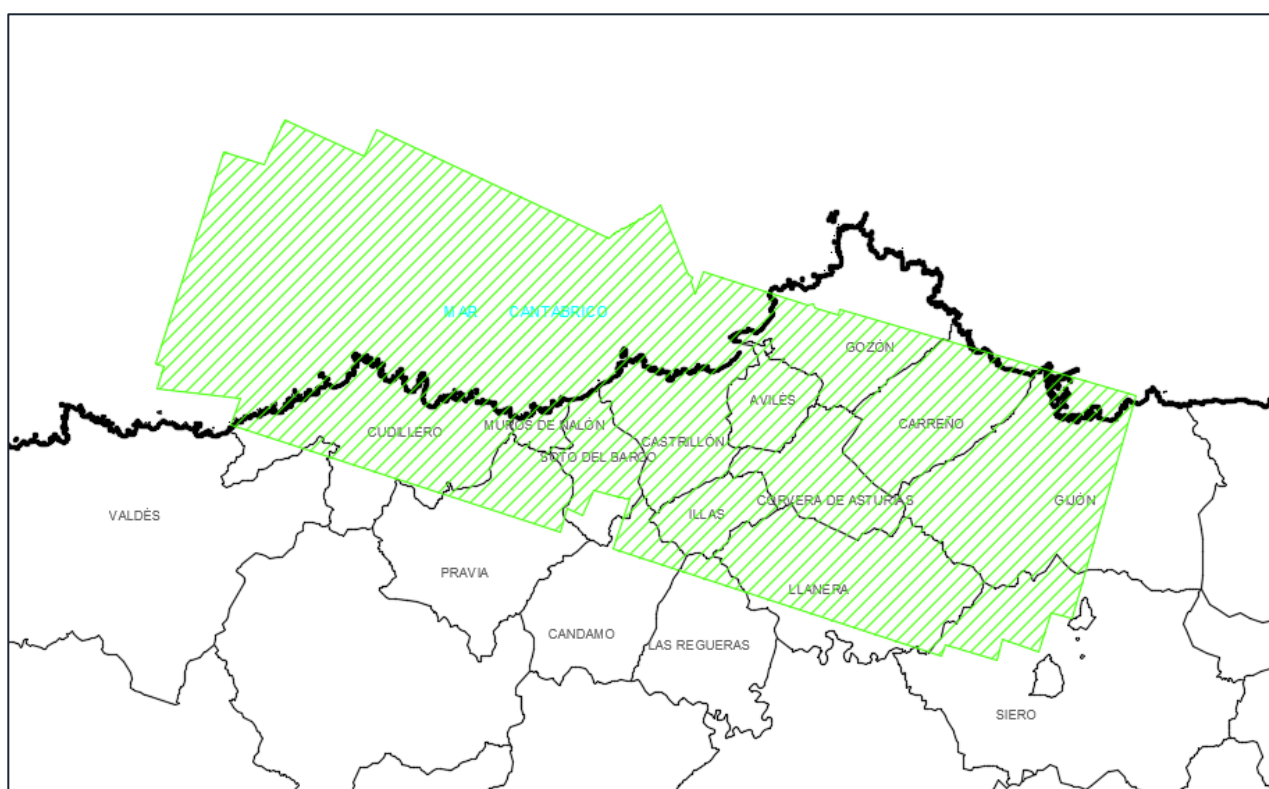 MAR CANTÁBRICO
GOZÓN
AVILÉS
CUDILLERO
MUROS DE NALÓN
CARREÑO
CASTRILLÓN
SOTO DEL BARCO
CORVERA DE ASTURIAS
GIJÓN
VALDÉS
ILLAS
PRAVIA
LLANERA
CANDAMO
LAS REGUERAS
SIERO